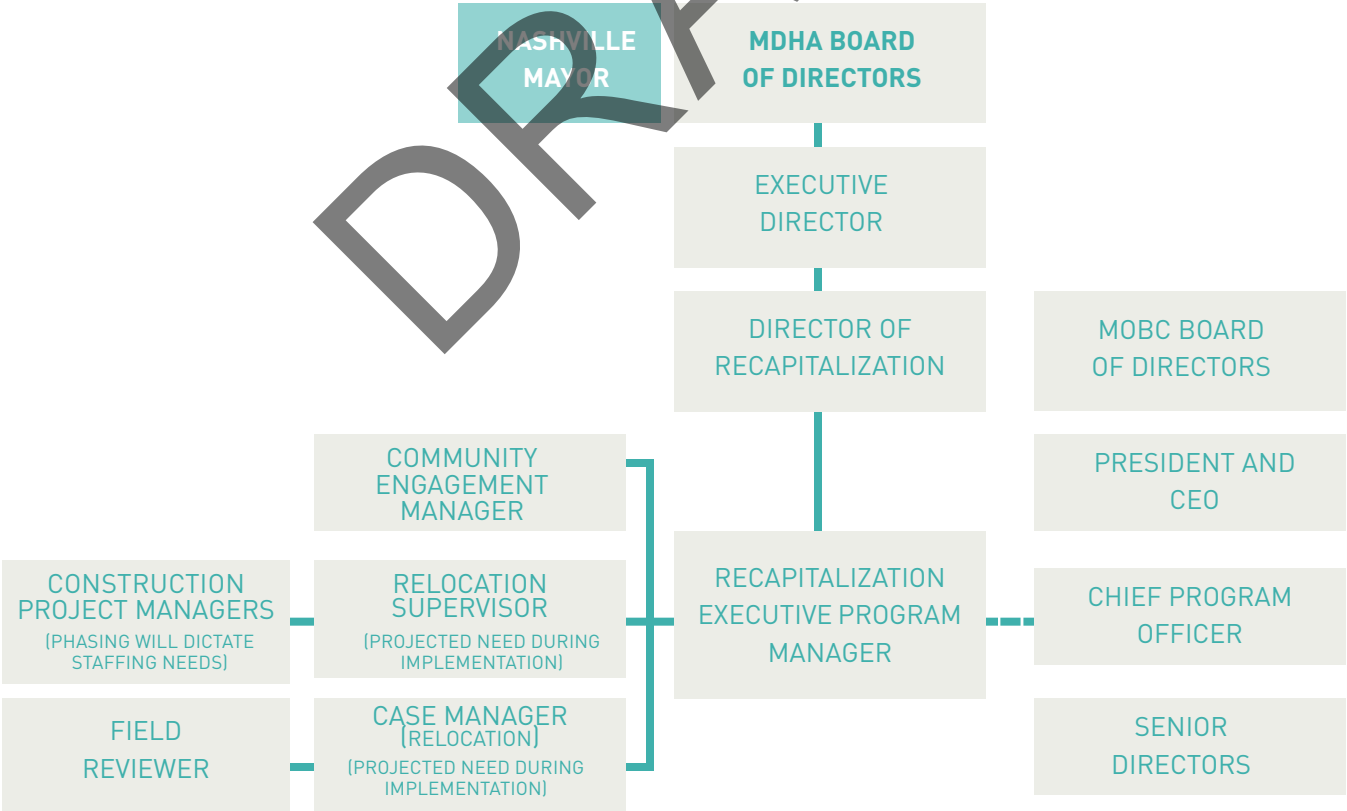 NASHVILLE
MAYOR
MDHA BOARD
OF DIRECTORS
EXECUTIVE
DIRECTOR
DIRECTOR OF
RECAPITALIZATION
MOBC BOARD
OF DIRECTORS
COMMUNITY
ENGAGEMENT
MANAGER
PRESIDENT AND
CEO
CONSTRUCTION
PROJECT MANAGERS
(PHASING WILL DICTATE
STAFFING NEEDS)
RELOCATION
SUPERVISOR
(PROJECTED NEED DURING
IMPLEMENTATION)
RECAPITALIZATION
EXECUTIVE PROGRAM
MANAGER
CHIEF PROGRAM
OFFICER
FIELD
REVIEWER
CASE MANAGER
(RELOCATION)
(PROJECTED NEED DURING
IMPLEMENTATION)
SENIOR
DIRECTORS